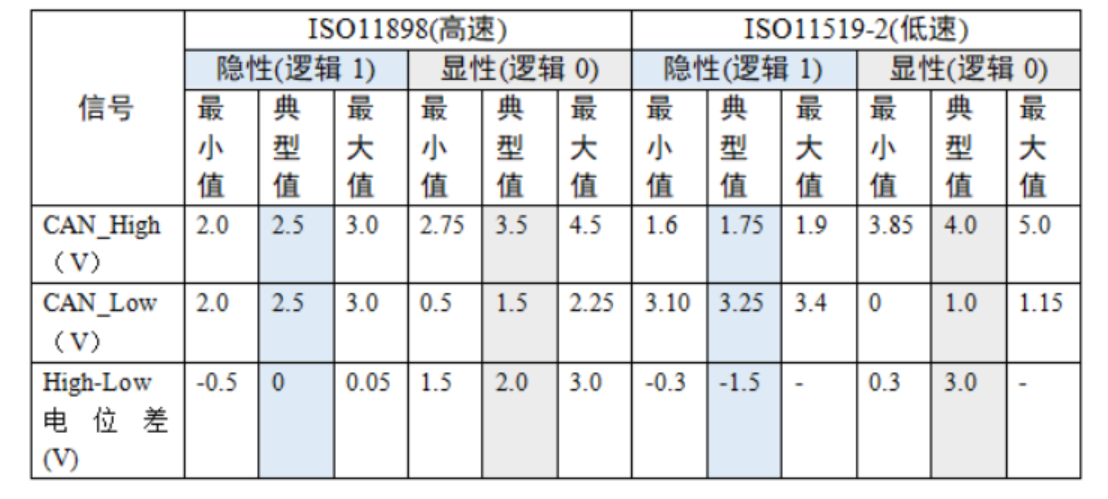 信号 ISO11898(高速) ISO11519-2(低速)
隐性(逻辑 1) 显性(逻辑 0) 隐性(逻辑 1) 显性(逻辑 0)
最小值 典型值 最大值 最小值 典型值 最大值 最小值 典型值 最大值 最小值 典型值 最大值
CAN_High（V） 2.0 2.5 3.0 2.75 3.5 4.5 1.6 1.75 1.9 3.85 4.0 5.0
CAN_Low（V） 2.0 2.5 3.0 0.5 1.5 2.25 3.10 3.25 3.4 0 1.0 1.15
High-Low 电位差(V) -0.5 0 0.05 1.5 2.0 3.0 -0.3 -1.5 - 0.3 3.0 -